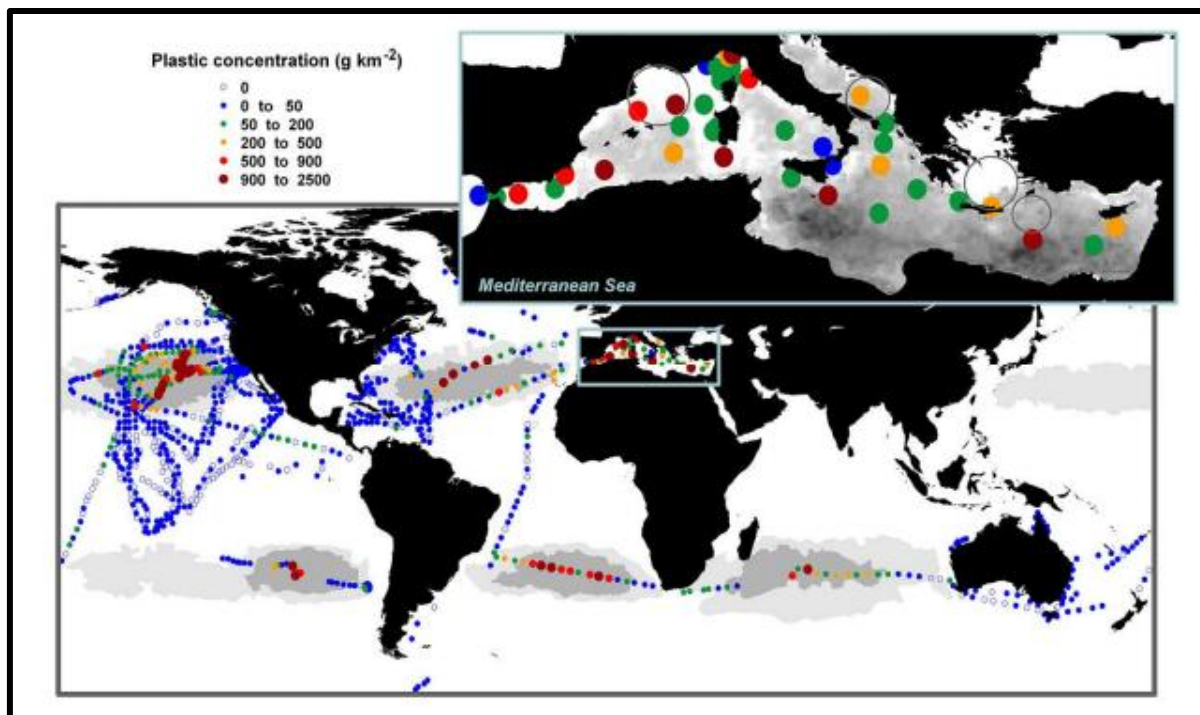 Plastic concentration (g km⁻²)
0
0 to 50
50 to 200
200 to 500
500 to 900
900 to 2500
Mediterranean Sea